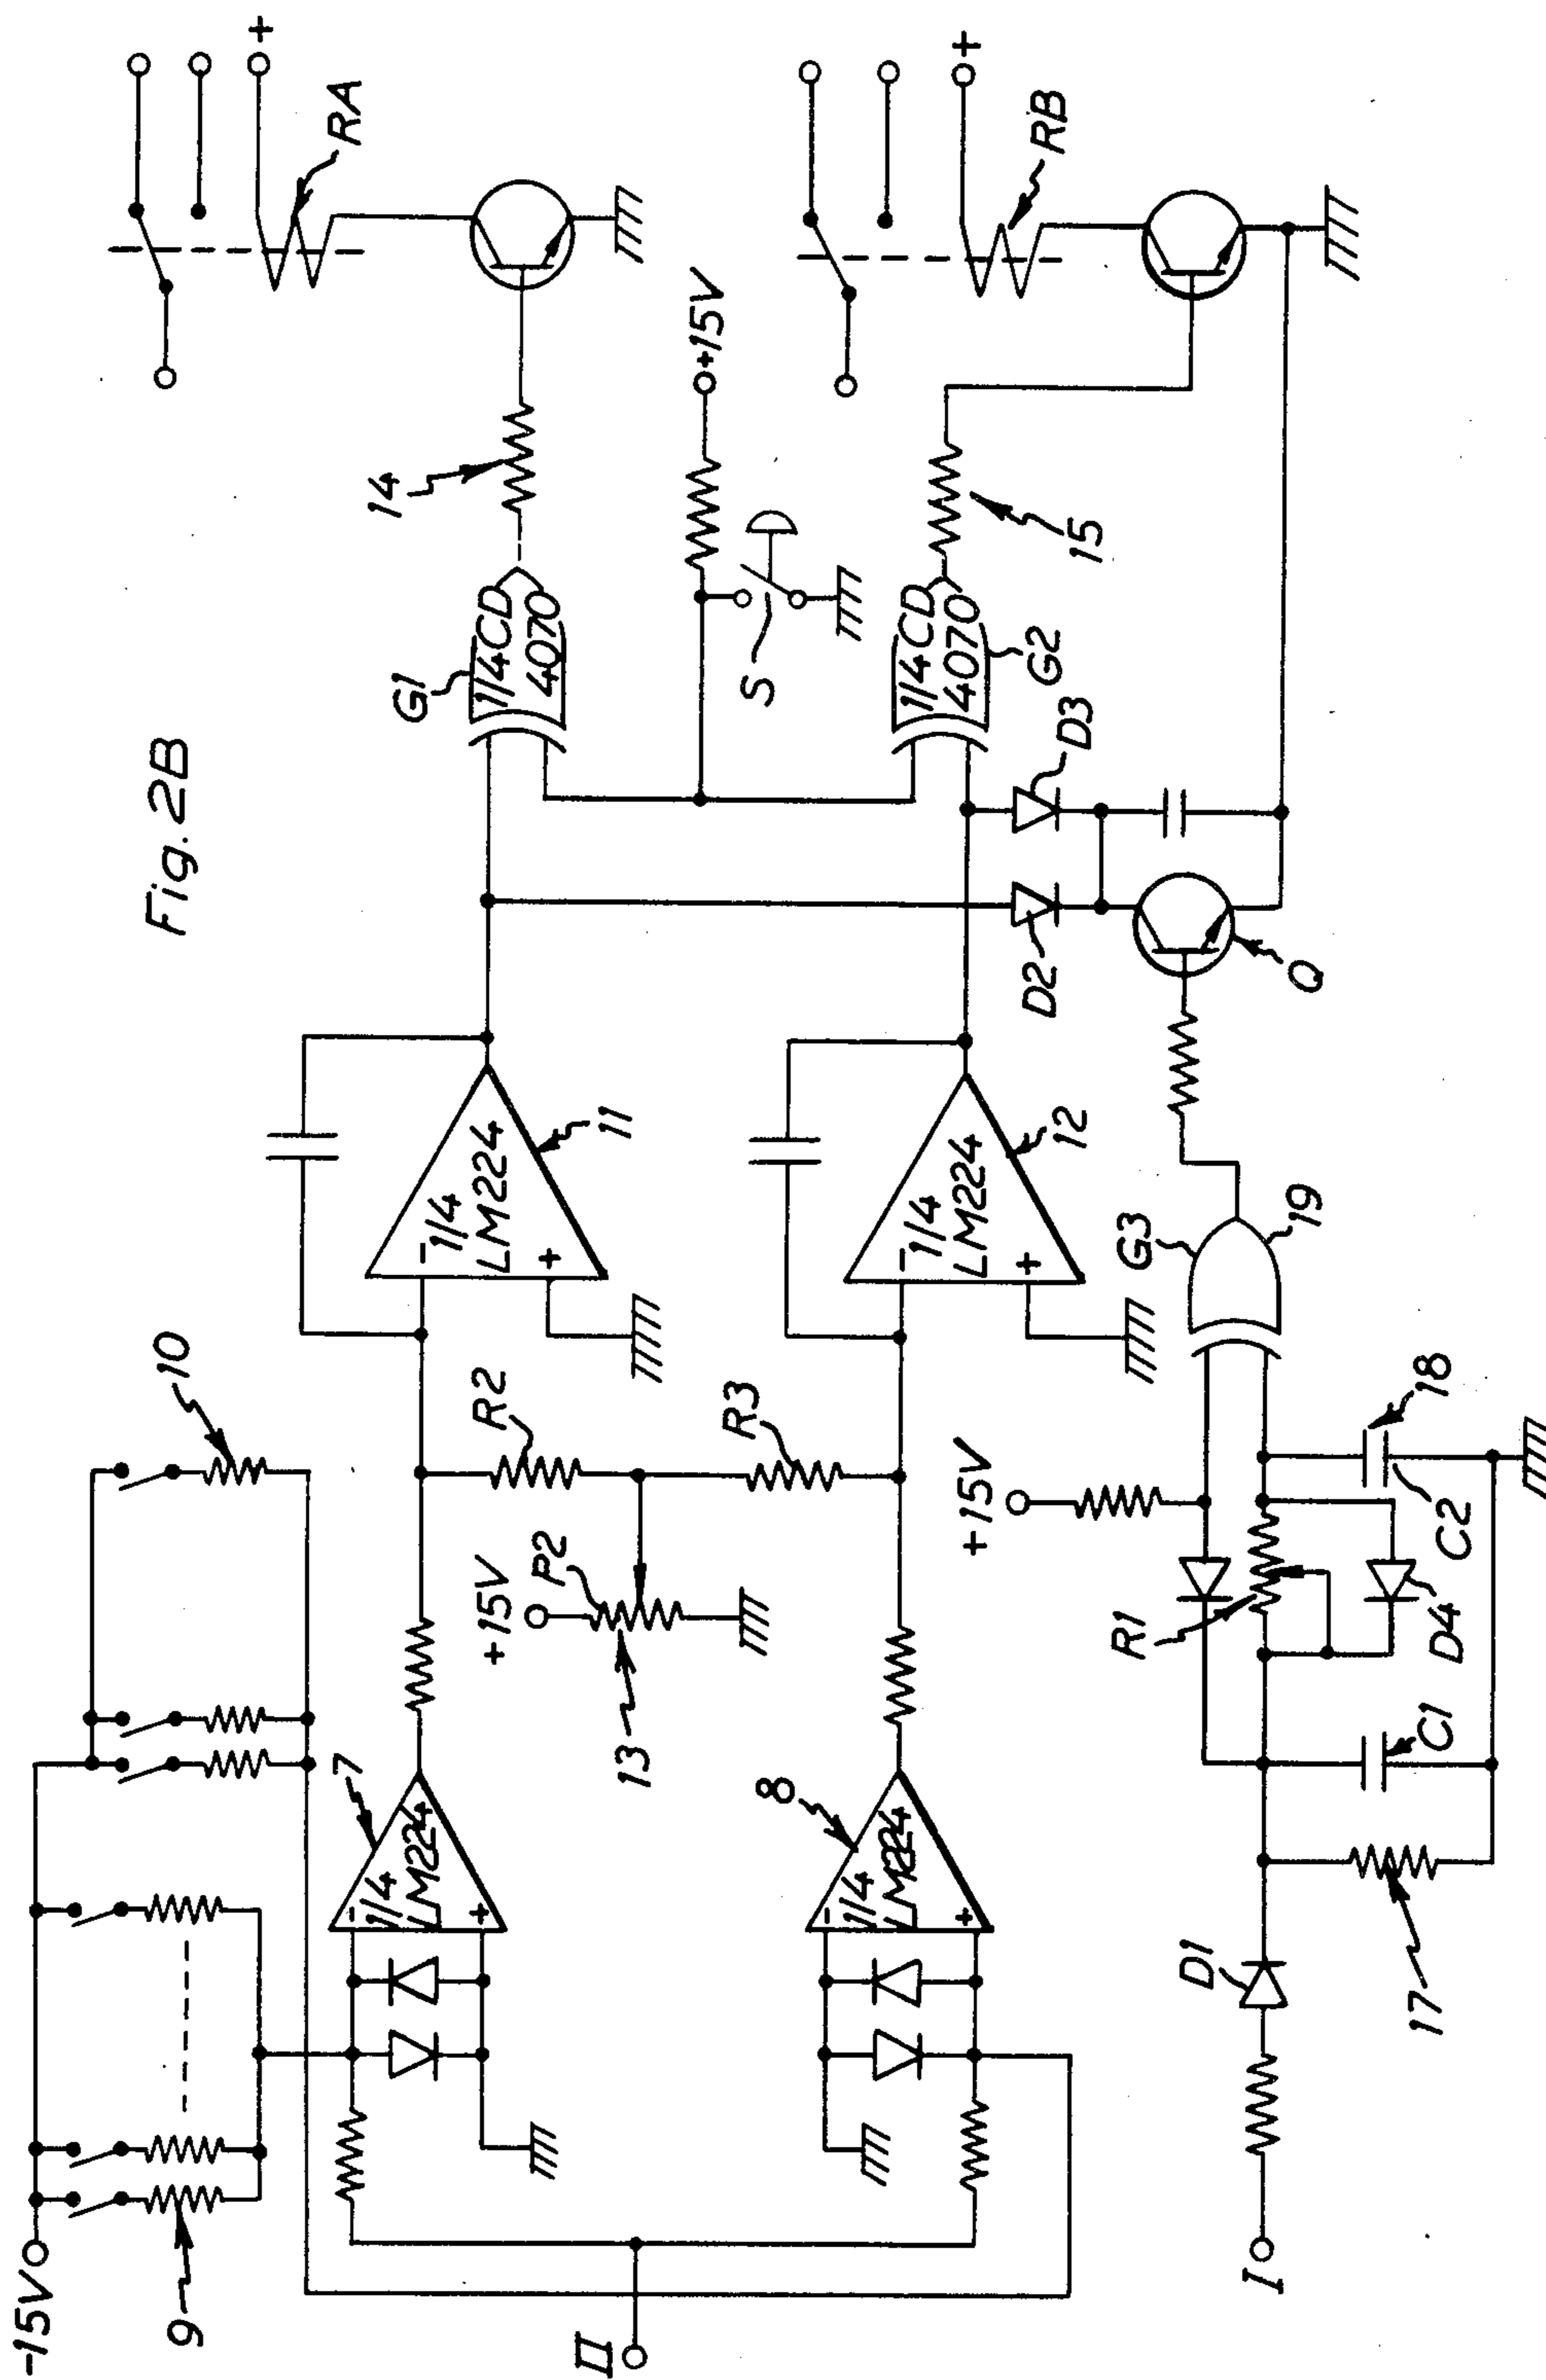 Fig. 2B
-15V
9
10
II
7
1/4
LM224
-
+
8
1/4
LM224
-
+
+15V
P2
13
R2
R3
11
-
1/4
LM224
+
12
-
1/4
LM224
+
G1
1/4CD
4070
14
RA
+
+15V
S
G2
1/4CD
4070
15
RB
+
D2
D3
Q
I
D1
17
C1
R1
D4
C2
18
+15V
G3
19